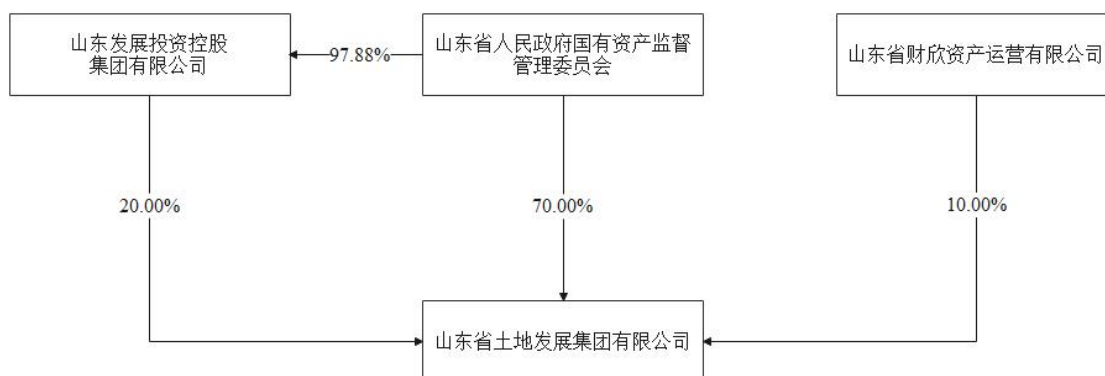 山东发展投资控股
集团有限公司
97.88%
山东省人民政府国有资产监督
管理委员会
山东省财欣资产运营有限公司
20.00%
70.00%
10.00%
山东省土地发展集团有限公司